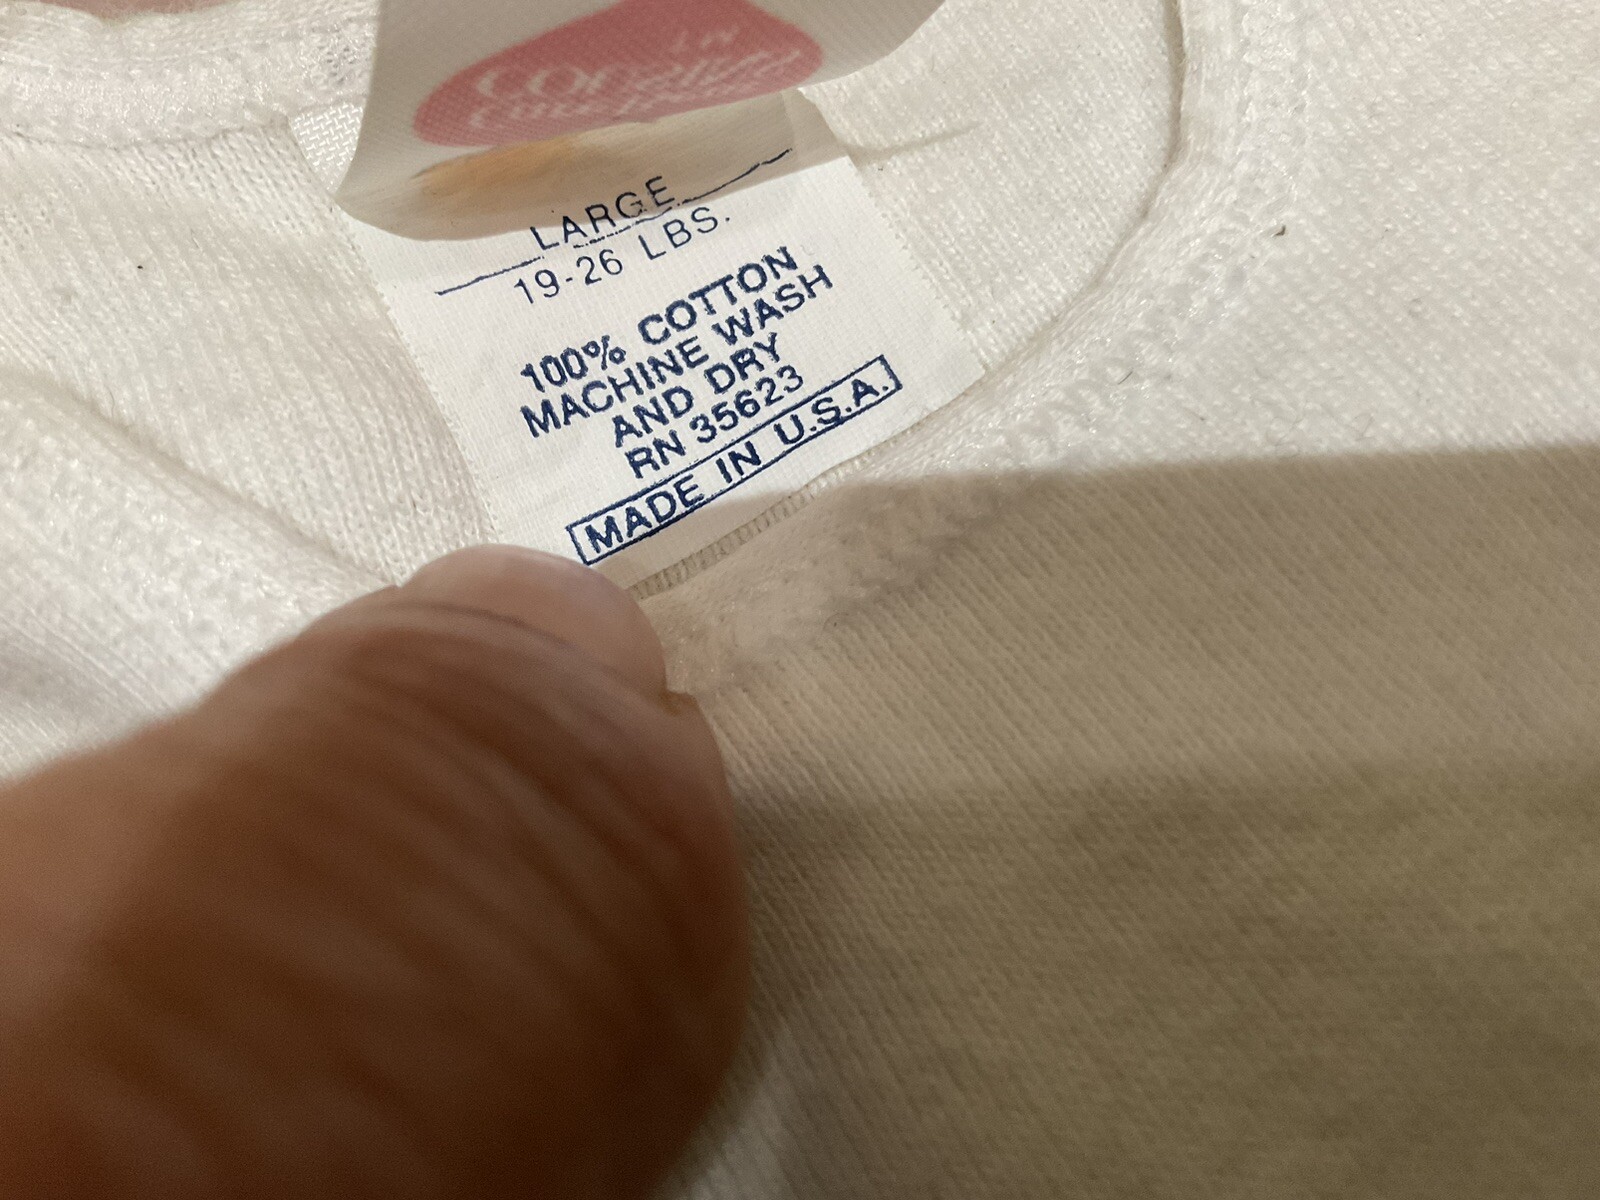 LARGE
19-26 LBS.
100% COTTON
MACHINE WASH
AND DRY
RN 35623
MADE IN U.S.A.